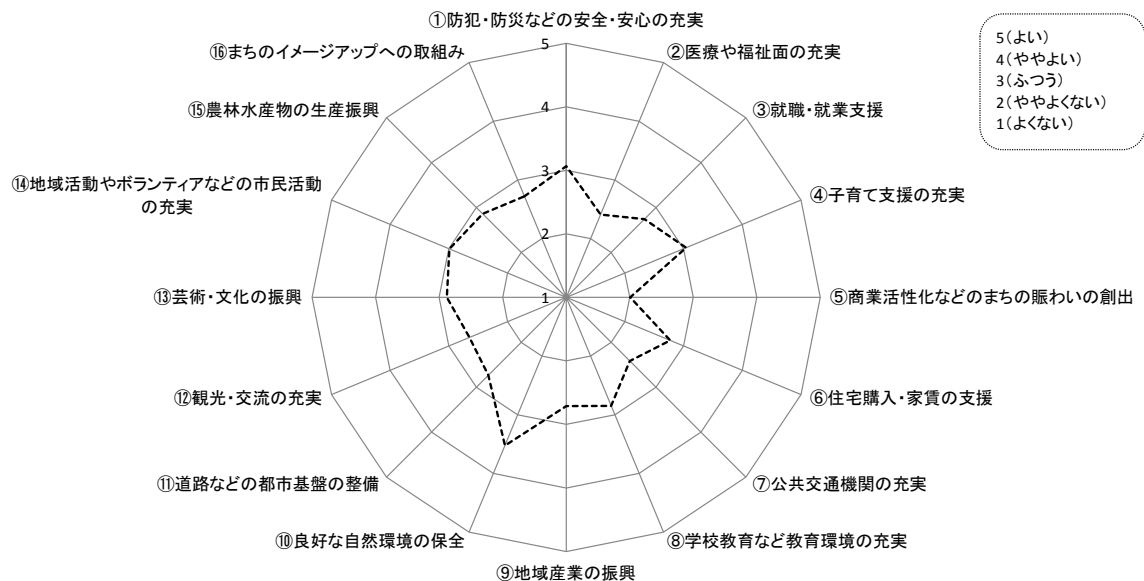 ①防犯・防災などの安全・安心の充実
②医療や福祉面の充実
③就職・就業支援
④子育て支援の充実
⑤商業活性化などのまちの賑わいの創出
⑥住宅購入・家賃の支援
⑦公共交通機関の充実
⑧学校教育など教育環境の充実
⑨地域産業の振興
⑩良好な自然環境の保全
⑪道路などの都市基盤の整備
⑫観光・交流の充実
⑬芸術・文化の振興
⑭地域活動やボランティアなどの市民活動
の充実
⑮農林水産物の生産振興
⑯まちのイメージアップへの取組み
5
4
3
2
1
5(よい)
4(ややよい)
3(ふつう)
2(ややよくない)
1(よくない)